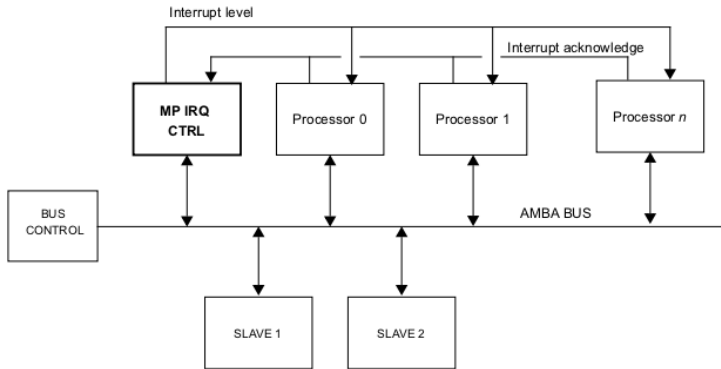 Interrupt level
Interrupt acknowledge
MP IRQ
CTRL
Processor 0
Processor 1
Processor n
BUS
CONTROL
AMBA BUS
SLAVE 1
SLAVE 2